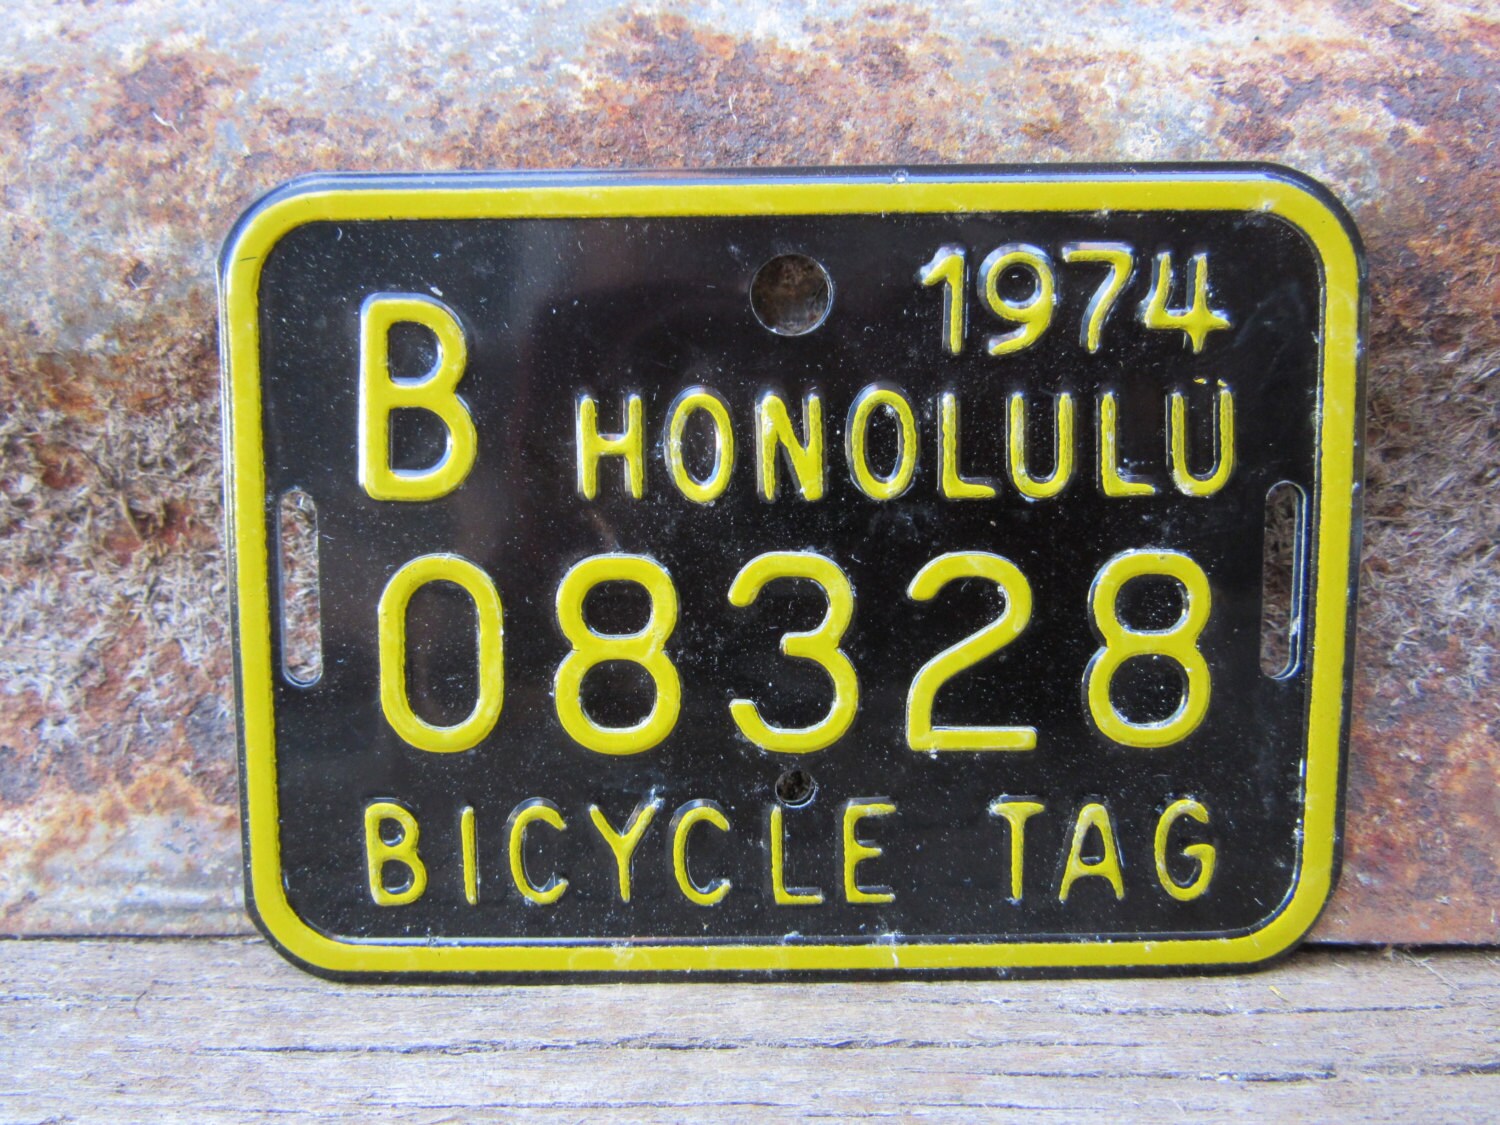 1974
B HONOLULU
08328
BICYCLE TAG